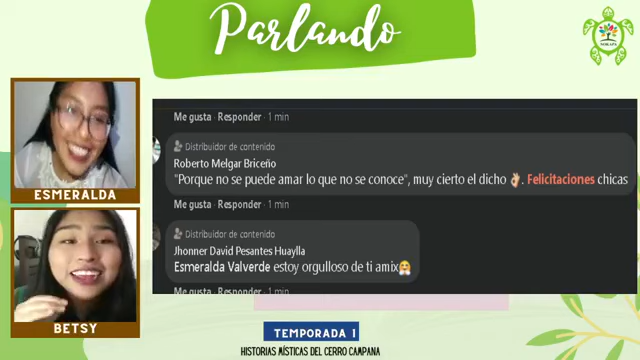 Parlando
SOKAPA
ESMERALDA
BETSY
Me gusta · Responder · 1 min
Distribuidor de contenido
Roberto Melgar Briceño
"Porque no se puede amar lo que no se conoce", muy cierto el dicho 👌🏼. Felicitaciones chicas
Me gusta · Responder · 1 min
Distribuidor de contenido
Jhonner David Pesantes Huaylla
Esmeralda Valverde estoy orgulloso de ti amix🤗
Me gusta · Responder · 1 min
TEMPORADA 1
HISTORIAS MÍSTICAS DEL CERRO CAMPANA